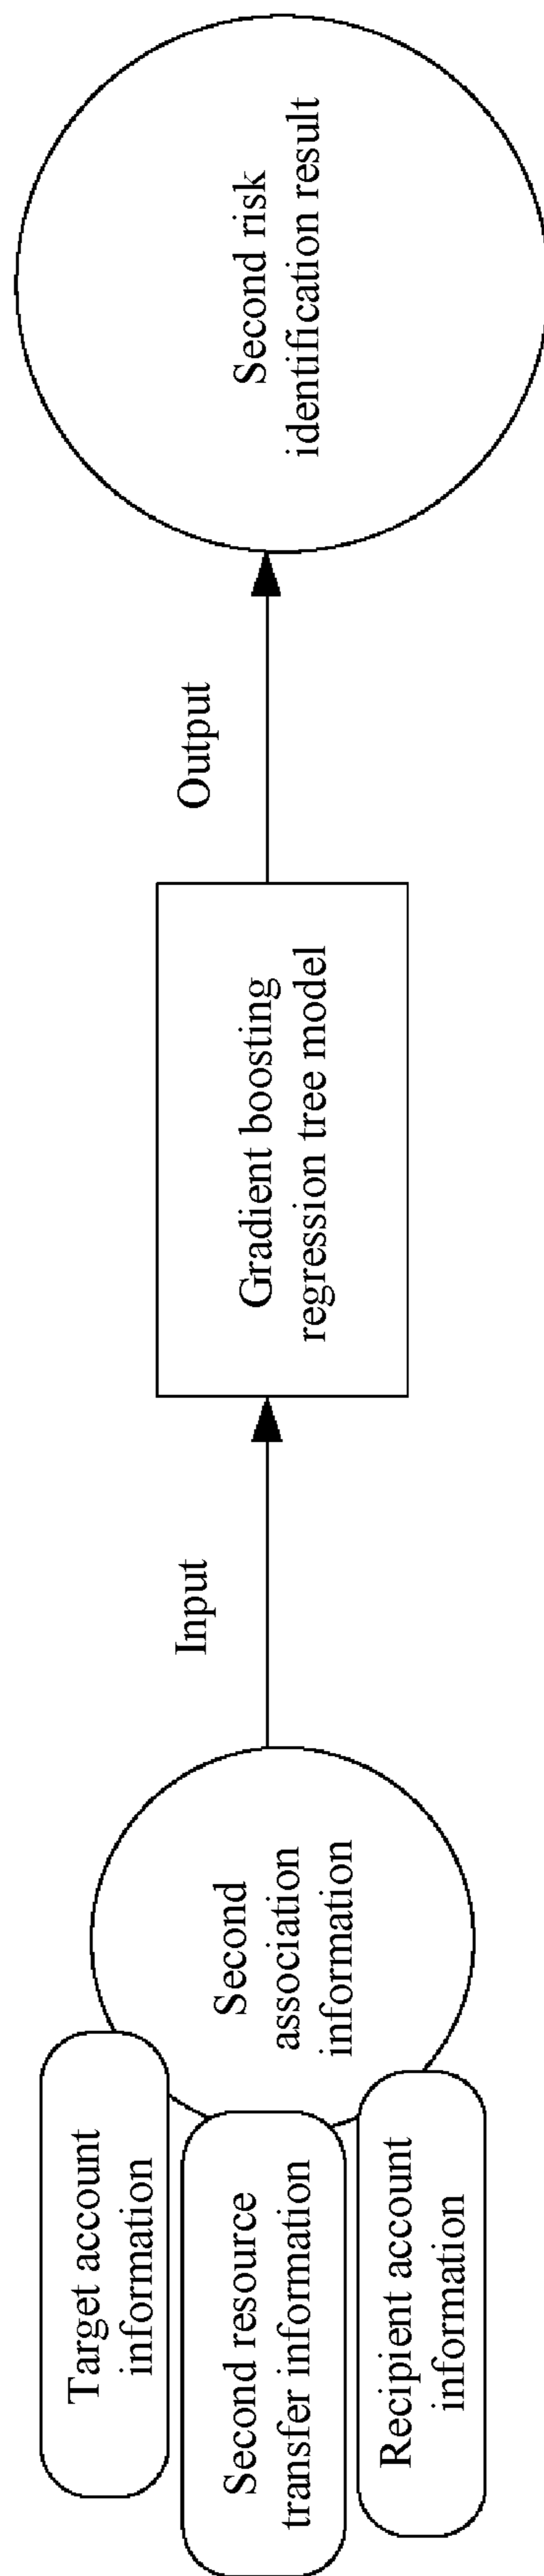 Target account
information
Second resource
transfer information
Recipient account
information
Second
association
information
Input
Gradient boosting
regression tree model
Output
Second risk
identification result